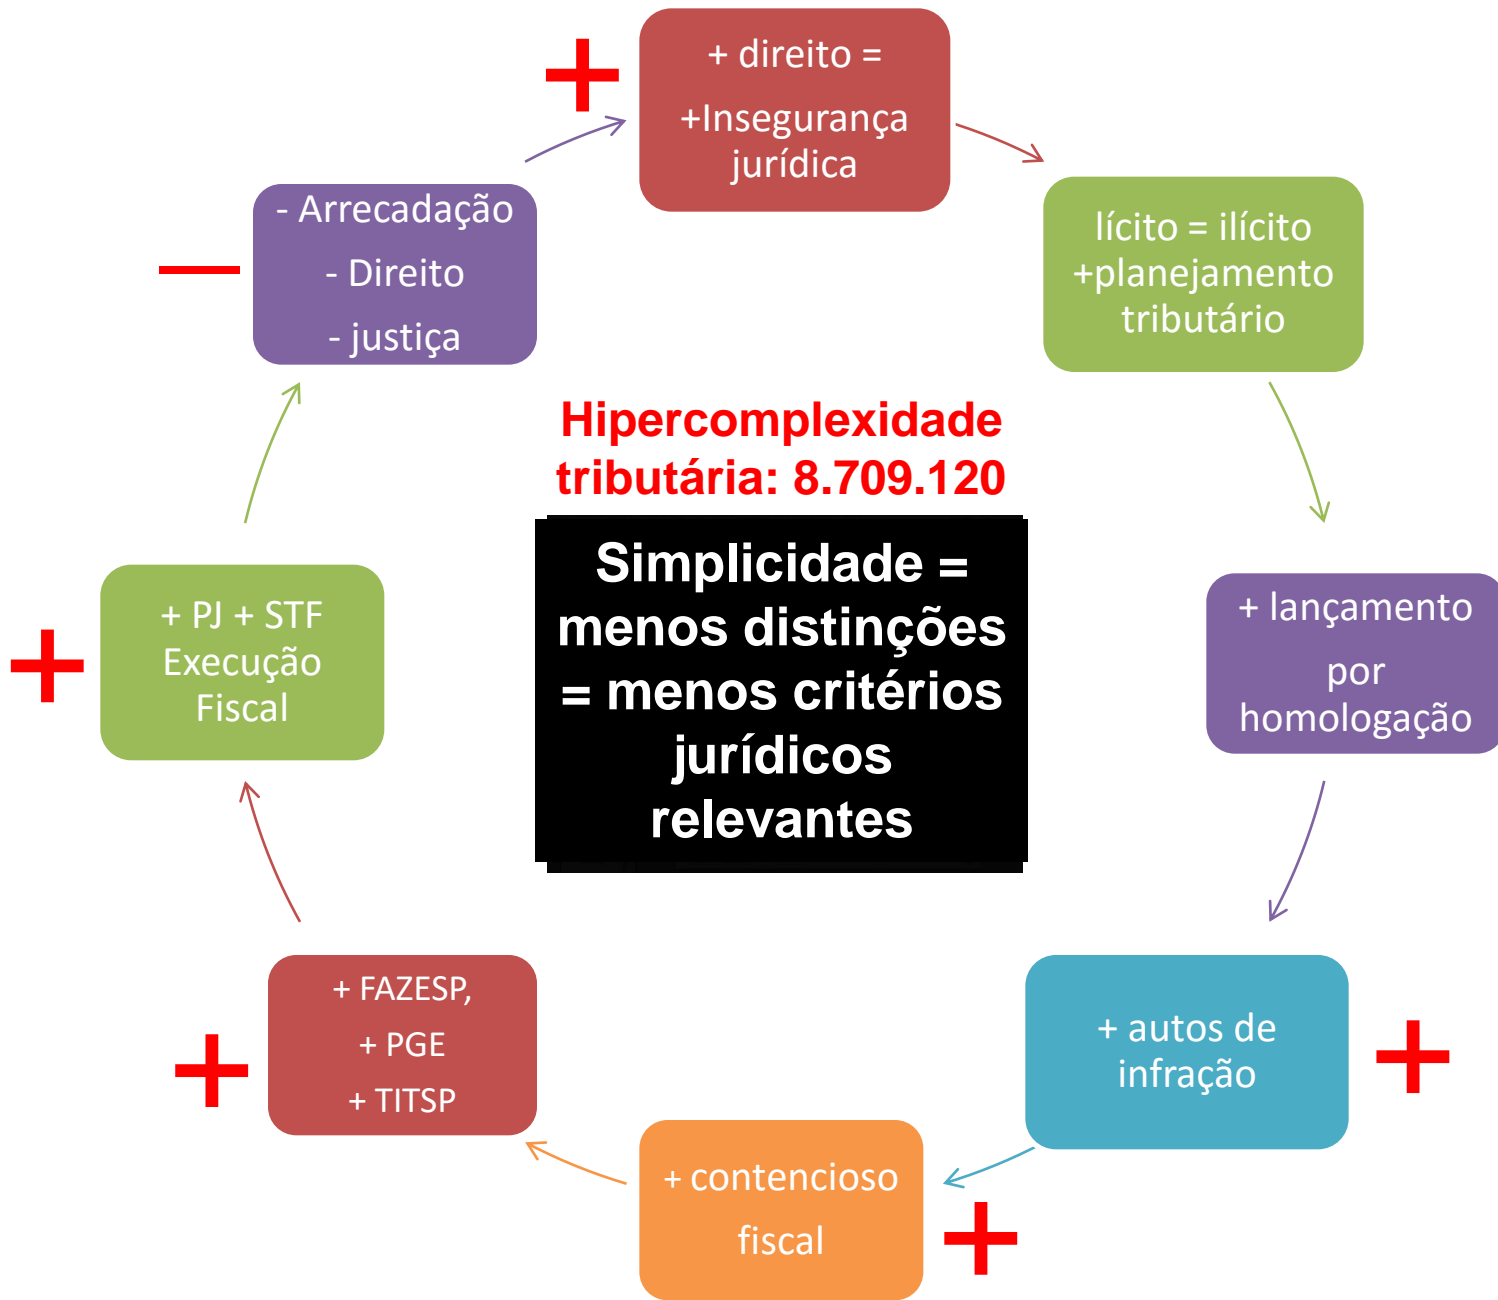 + direito =
+Insegurança
jurídica
lícito = ilícito
+planejamento
tributário
+ lançamento
por
homologação
+ autos de
infração
+ contencioso
fiscal
+ FAZESP,
+ PGE
+ TITSP
+ PJ + STF
Execução
Fiscal
- Arrecadação
- Direito
- justiça
Hipercomplexidade
tributária: 8.709.120
Simplicidade =
menos distinções
= menos critérios
jurídicos
relevantes